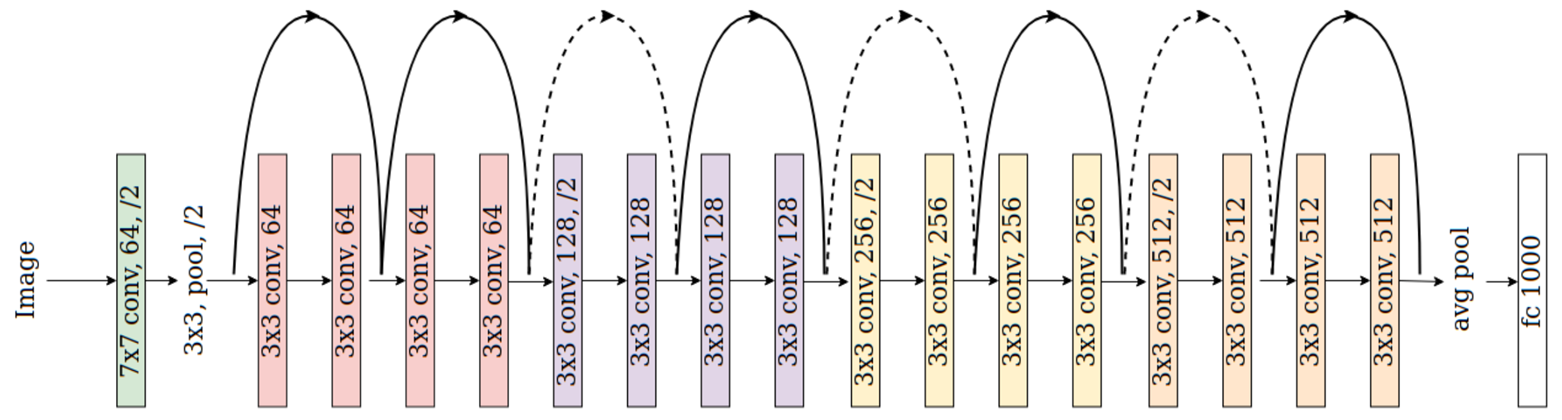 Image
7x7 conv, 64, /2
3x3, pool, /2
3x3 conv, 64
3x3 conv, 64
3x3 conv, 64
3x3 conv, 64
3x3 conv, 128, /2
3x3 conv, 128
3x3 conv, 128
3x3 conv, 128
3x3 conv, 256, /2
3x3 conv, 256
3x3 conv, 256
3x3 conv, 256
3x3 conv, 512, /2
3x3 conv, 512
3x3 conv, 512
3x3 conv, 512
avg pool
fc 1000